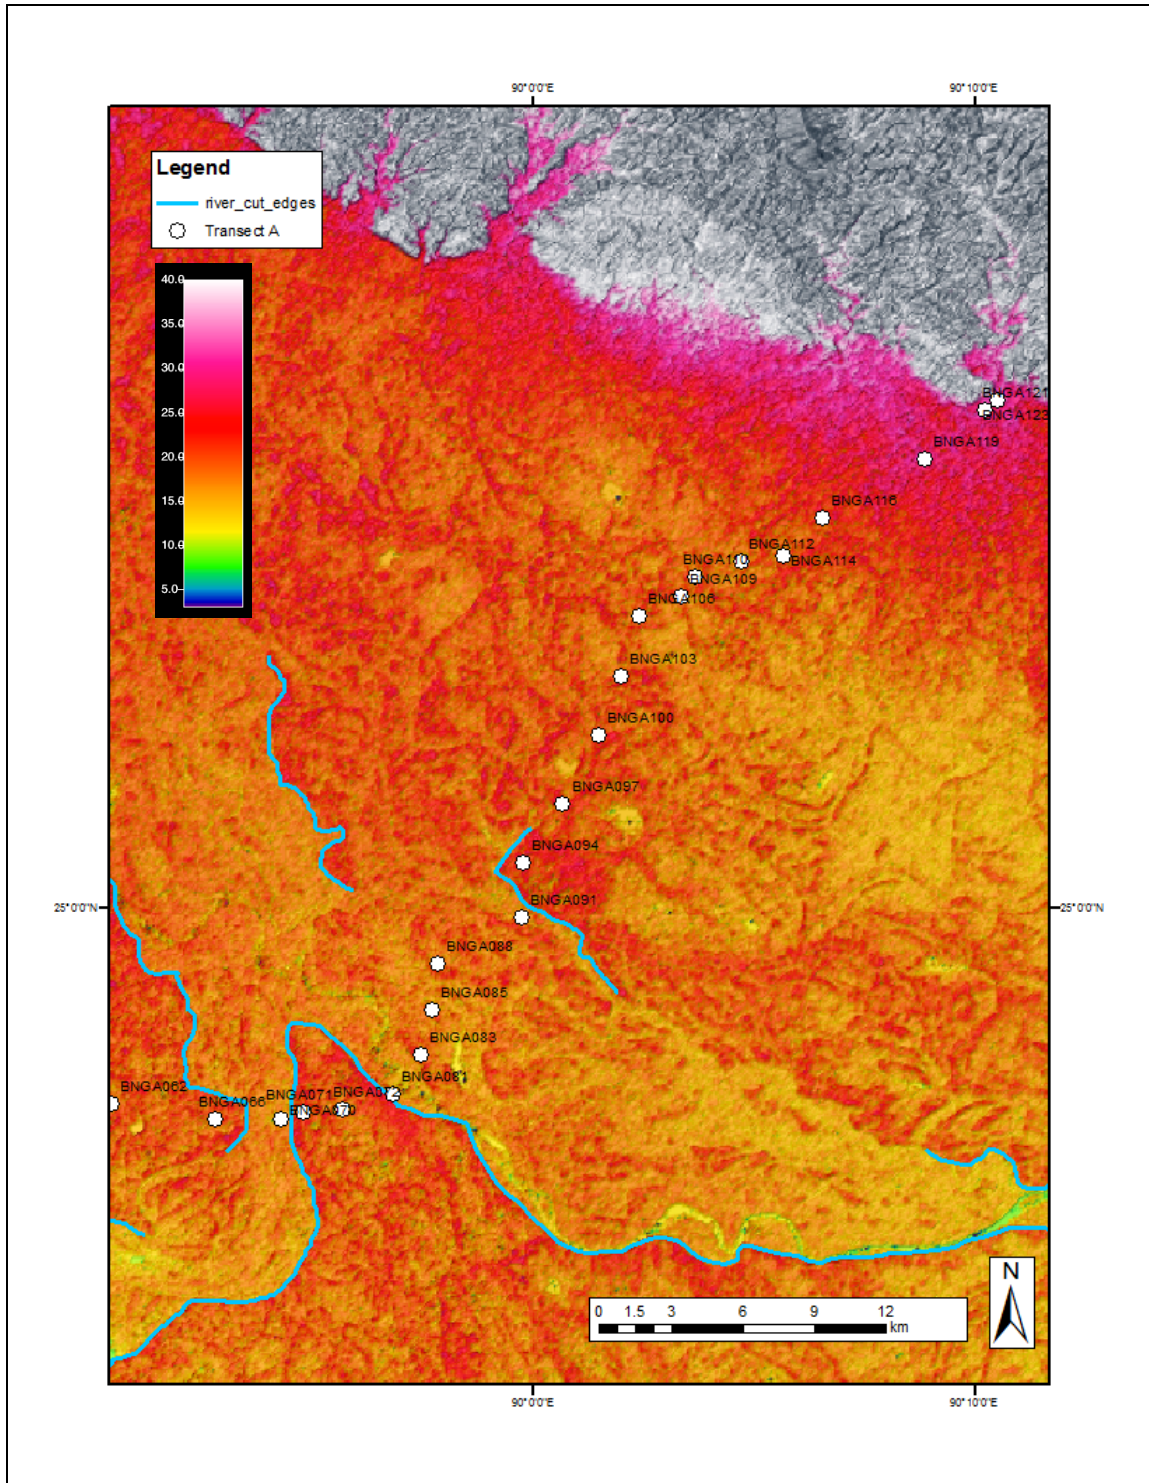 90°0'0"E
90°10'0"E
Legend
river_cut_edges
Transect A
40.0
35.0
30.0
25.0
20.0
15.0
10.0
5.0
BNGA121
BNGA123
BNGA119
BNGA116
BNGA112
BNGA114
BNGA109
BNGA106
BNGA103
BNGA100
BNGA097
BNGA094
BNGA091
25°0'0"N
25°0'0"N
BNGA088
BNGA085
BNGA083
BNGA081
BNGA062
BNGA066
BNGA071
BNGA070
N
0 1.5 3 6 9 12
km
90°0'0"E
90°10'0"E